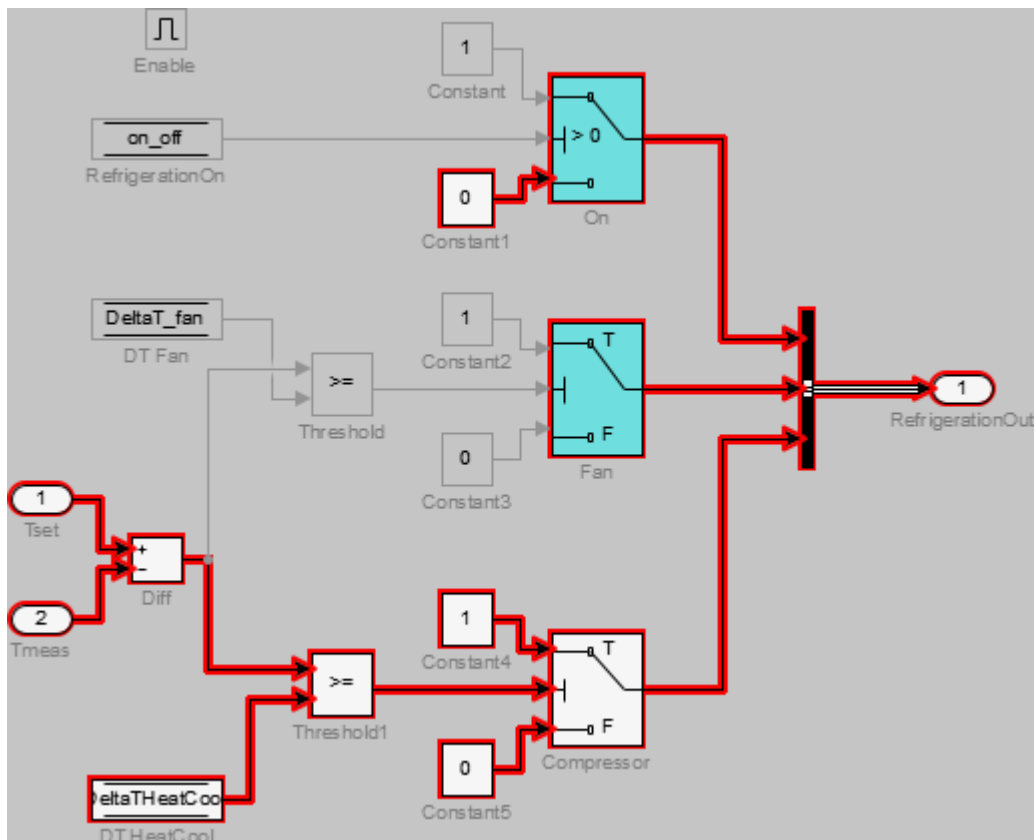 Enable
1
Constant
on_off
RefrigerationOn
> 0
0
Constant1
On
DeltaT_fan
DT Fan
1
Constant2
T
>=
Threshold
F
0
Constant3
Fan
1
RefrigerationOut
1
Tset
+
-
Diff
2
Tmeas
1
Constant4
T
>=
Threshold1
F
0
Constant5
Compressor
DeltaTHeatCoo
DT HeatCool